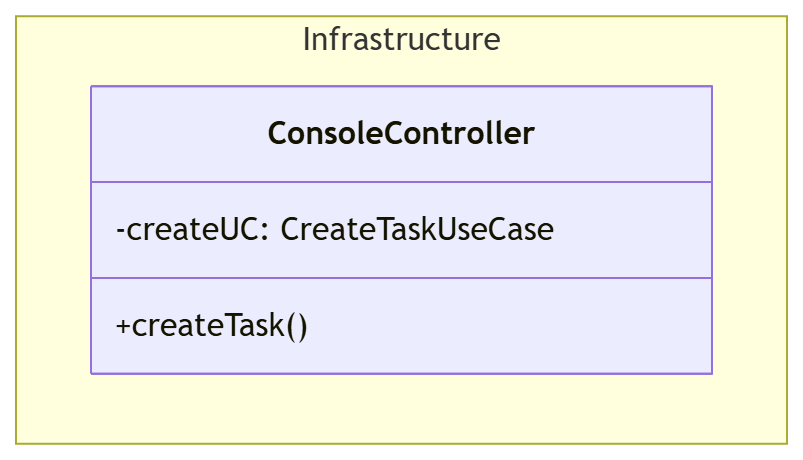 Infrastructure
ConsoleController
-createUC: CreateTaskUseCase
+createTask()